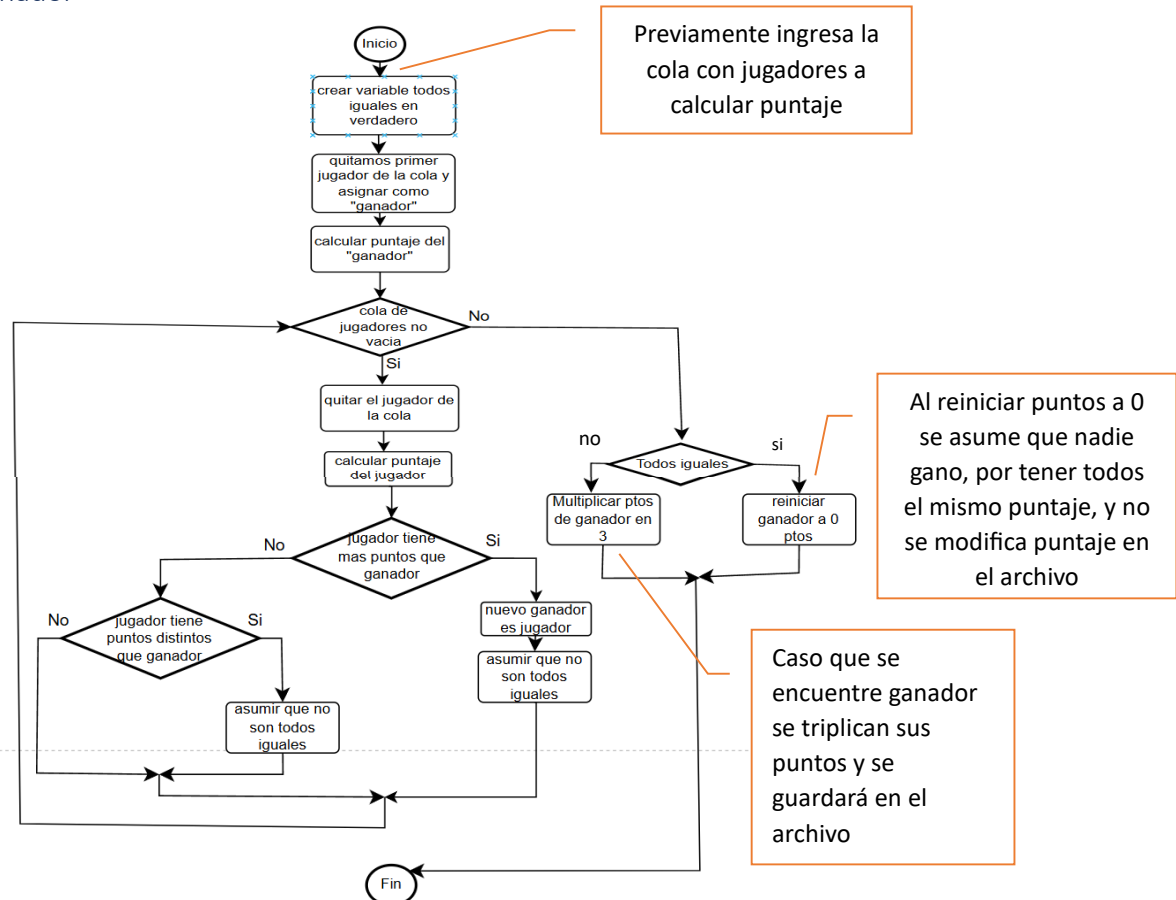 Inicio
Previamente ingresa la
cola con jugadores a
calcular puntaje
crear variable todos
iguales en
verdadero
quitamos primer
jugador de la cola y
asignar como
"ganador"
calcular puntaje del
"ganador"
cola de
jugadores no
vacia
No
Si
quitar el jugador de
la cola
calcular puntaje
del jugador
jugador tiene
mas puntos que
ganador
No
Si
jugador tiene
puntos distintos
que ganador
No
Si
asumir que no
son todos
iguales
nuevo ganador
es jugador
asumir que no
son todos
iguales
Todos iguales
no
si
Multiplicar ptos
de ganador en
3
reiniciar
ganador a 0
ptos
Al reiniciar puntos a 0
se asume que nadie
gano, por tener todos
el mismo puntaje, y no
se modifica puntaje en
el archivo
Caso que se
encuentre ganador
se triplican sus
puntos y se
guardará en el
archivo
Fin